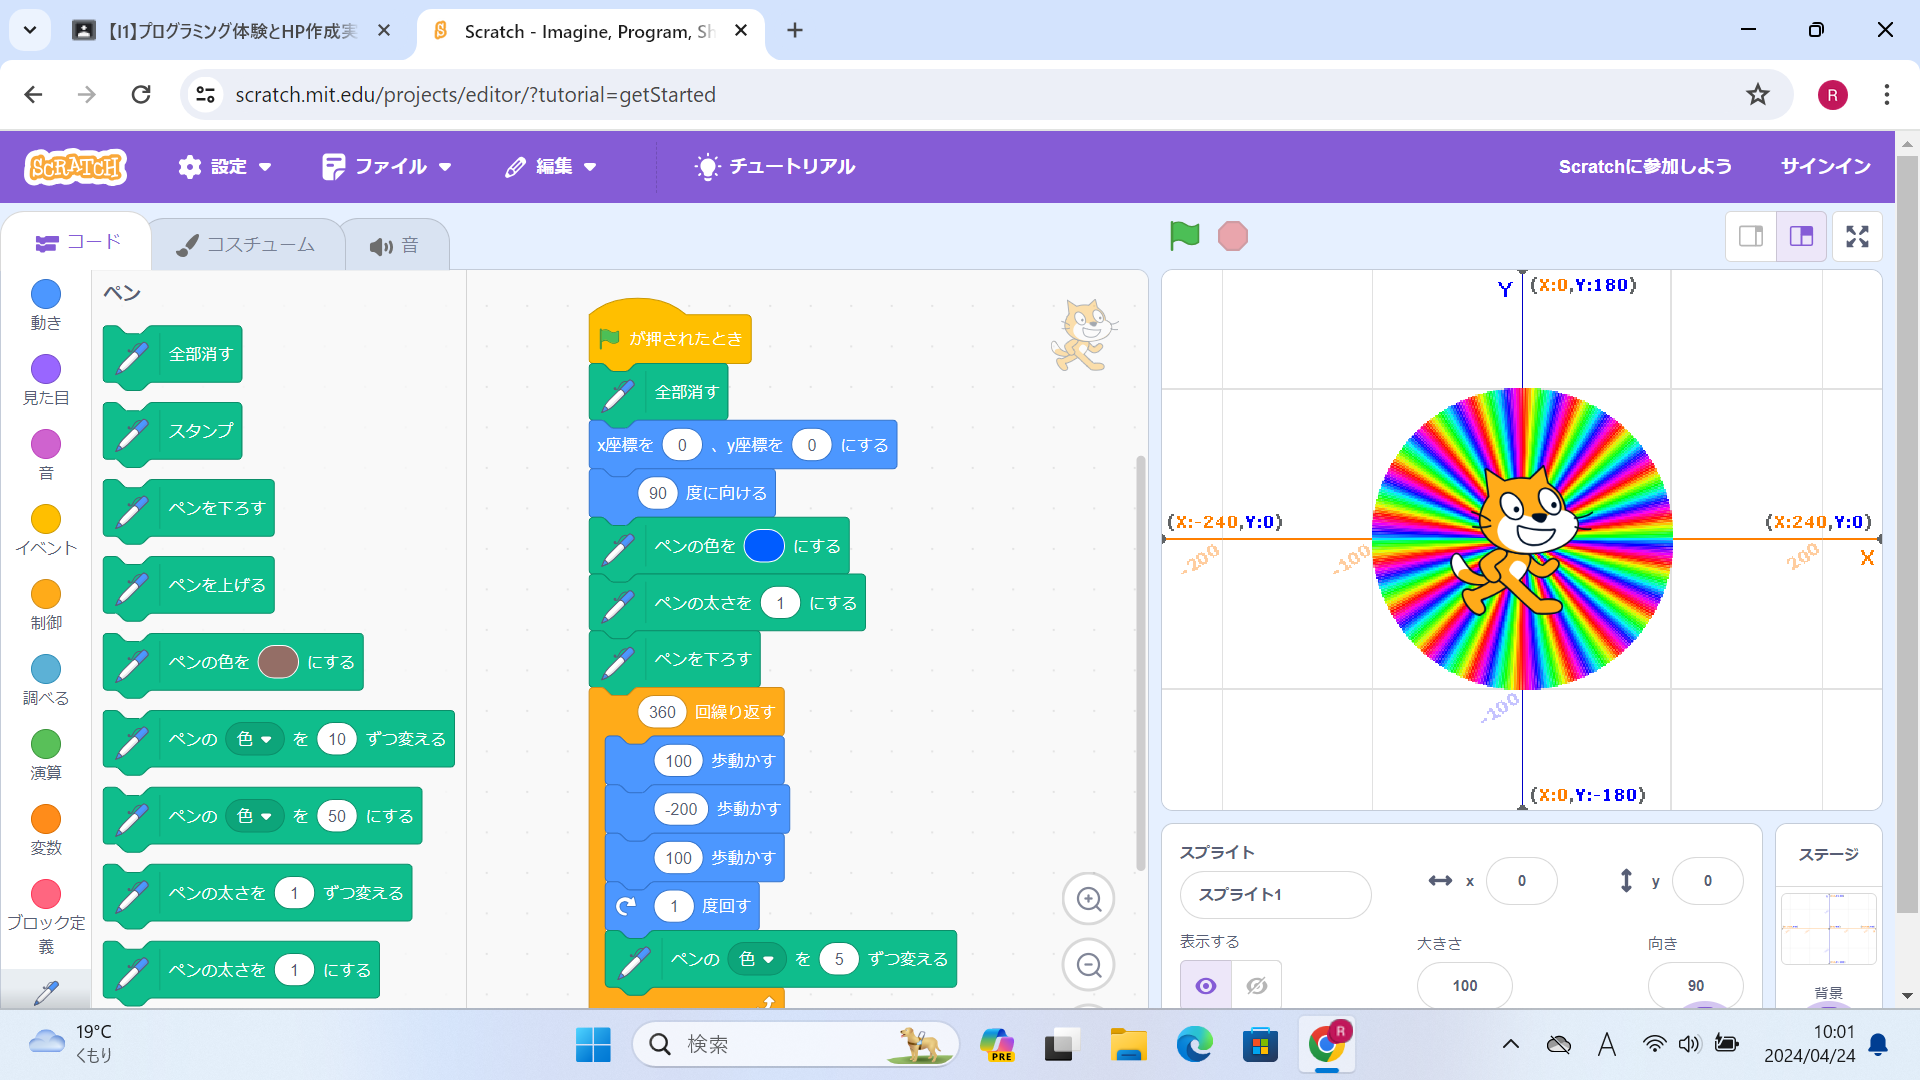 【I1】プログラミング体験とHP作成実
Scratch - Imagine, Program, Sh
scratch.mit.edu/projects/editor/?tutorial=getStarted
R
SCRATCH
設定
ファイル
編集
チュートリアル
Scratchに参加しよう
サインイン
コード
コスチューム
音
動き
見た目
音
イベント
制御
調べる
演算
変数
ブロック定
義
ペン
全部消す
スタンプ
ペンを下ろす
ペンを上げる
ペンの色を にする
ペンの 色 を 10 ずつ変える
ペンの 色 を 50 にする
ペンの太さを 1 ずつ変える
ペンの太さを 1 にする
が押されたとき
全部消す
x座標を 0 、y座標を 0 にする
90 度に向ける
ペンの色を にする
ペンの太さを 1 にする
ペンを下ろす
360 回繰り返す
100 歩動かす
-200 歩動かす
100 歩動かす
1 度回す
ペンの 色 を 5 ずつ変える
Y (X:0,Y:180)
(X:-240,Y:0)
(X:240,Y:0)
-200
-100
200
X
-100
(X:0,Y:-180)
スプライト
スプライト1
x 0
y 0
表示する
大きさ
100
向き
90
ステージ
背景
19°C
くもり
検索
PRE
R
A
10:01
2024/04/24